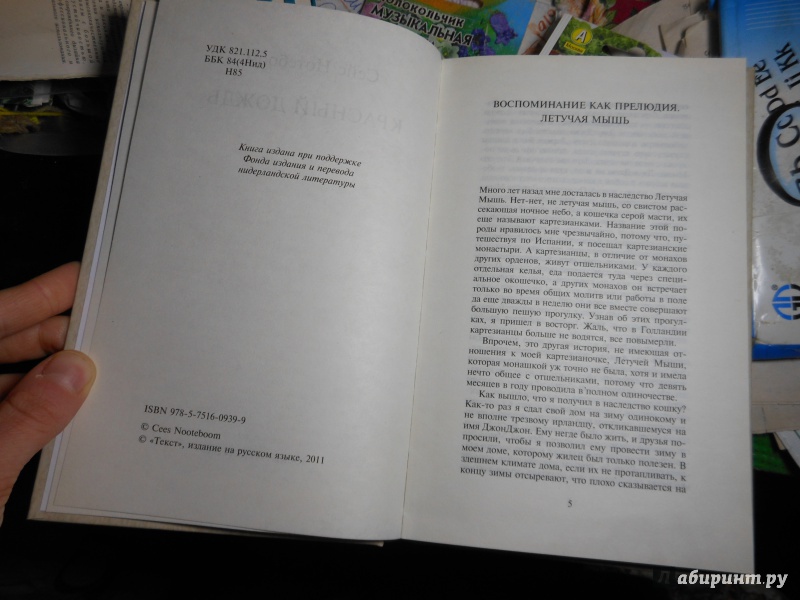 КОЛОКОЛЬЧИК
МУЗЫКАЛЬНАЯ
УДК 821.112.5
ББК 84(4Нил)
Н85
КРАСНЫЙ ДОЖДЬ
Книга издана при поддержке
Фонда издания и перевода
нидерландской литературы
ISBN 978-5-7516-0939-9
© Cees Nooteboom
© «Текст», издание на русском языке, 2011
ВОСПОМИНАНИЕ КАК ПРЕЛЮДИЯ.
ЛЕТУЧАЯ МЫШЬ
Много лет назад мне досталась в наследство Летучая
Мышь. Нет-нет, не летучая мышь, со свистом рас-
секающая ночное небо, а кошечка серой масти, их
еще называют картезианками. Название этой по-
роды нравилось мне чрезвычайно, потому что, пу-
тешествуя по Испании, я посещал картезианские
монастыри. А картезианцы, в отличие от монахов
других орденов, живут отшельниками. У каждого
отдельная келья, еда подается туда через специ-
альное окошечко, а других монахов он встречает
только во время общих молитв или работы в поле
да еще дважды в неделю они все вместе совершают
большую пешую прогулку. Узнав об этих прогул-
ках, я пришел в восторг. Жаль, что в Голландии
картезианцы больше не водятся, все повымерли.
Впрочем, это другая история, не имеющая от-
ношения к моей картезианочке, Летучей Мыши,
которая монашкой уж точно не была, хотя и имела
нечто общее с отшельниками, потому что девять
месяцев в году проводила в полном одиночестве.
Как вышло, что я получил в наследство кошку?
Как-то раз я сдал свой дом на зиму одинокому и
не вполне трезвому ирландцу, откликавшемуся на
имя ДжонДжон. Ему негде было жить, и друзья по-
просили, чтобы я позволил ему провести зиму в
моем доме, которому жилец был только полезен. В
здешнем климате дома, если их не протапливать, к
концу зимы отсыревают, что плохо сказывается на
5
абиринт.ру